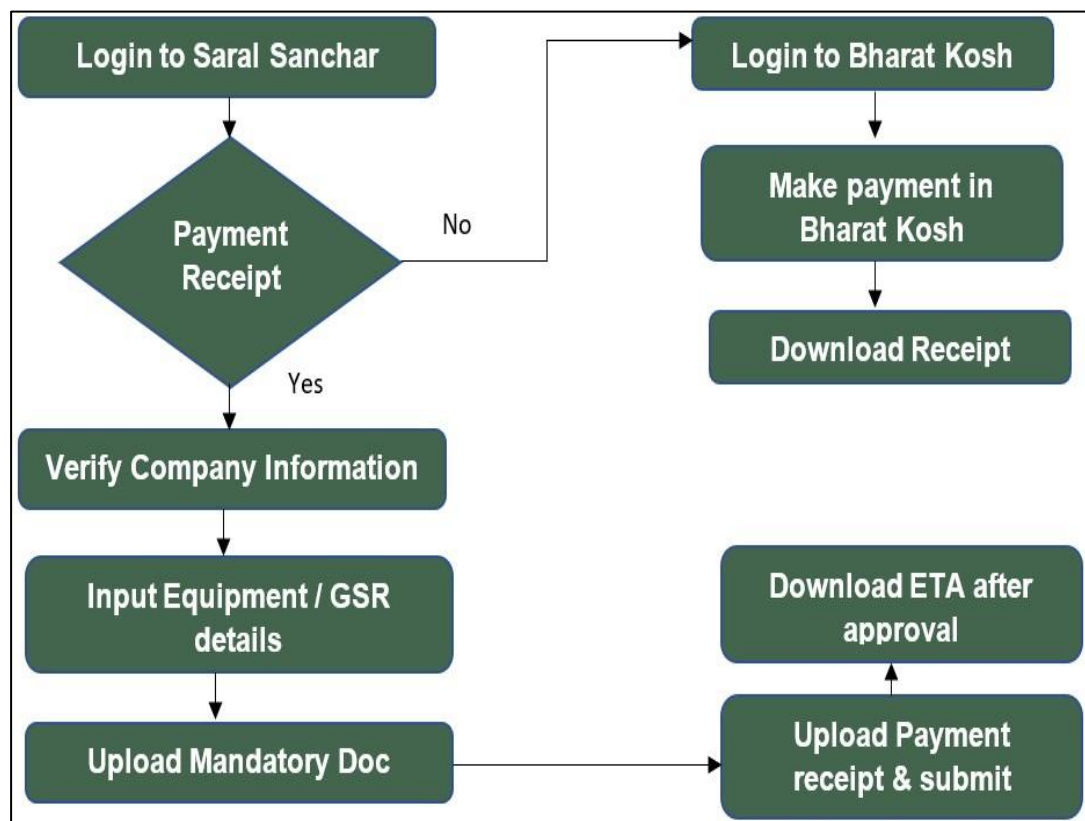 Login to Saral Sanchar
Payment
Receipt
No
Yes
Login to Bharat Kosh
Make payment in
Bharat Kosh
Download Receipt
Verify Company Information
Input Equipment / GSR
details
Upload Mandatory Doc
Upload Payment
receipt & submit
Download ETA after
approval